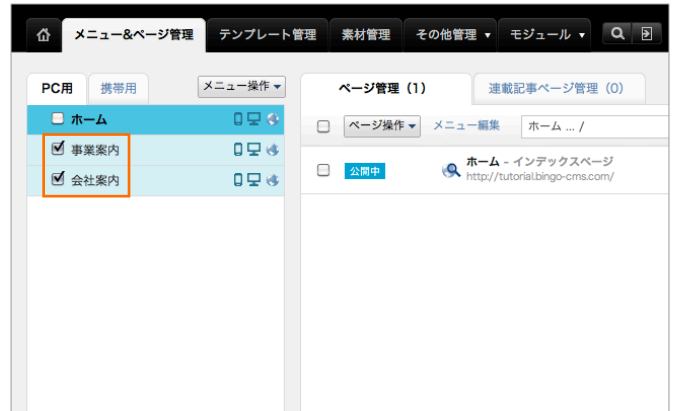 メニュー&ページ管理 テンプレート管理 素材管理 その他管理 ▼ モジュール ▼
PC用 携帯用 メニュー操作▼
ホーム
事業案内
会社案内
ページ管理 (1) 連載記事ページ管理 (0)
ページ操作▼ メニュー編集 ホーム ... /
公開中 ホーム - インデックスページ
http://tutorial.bingo-cms.com/